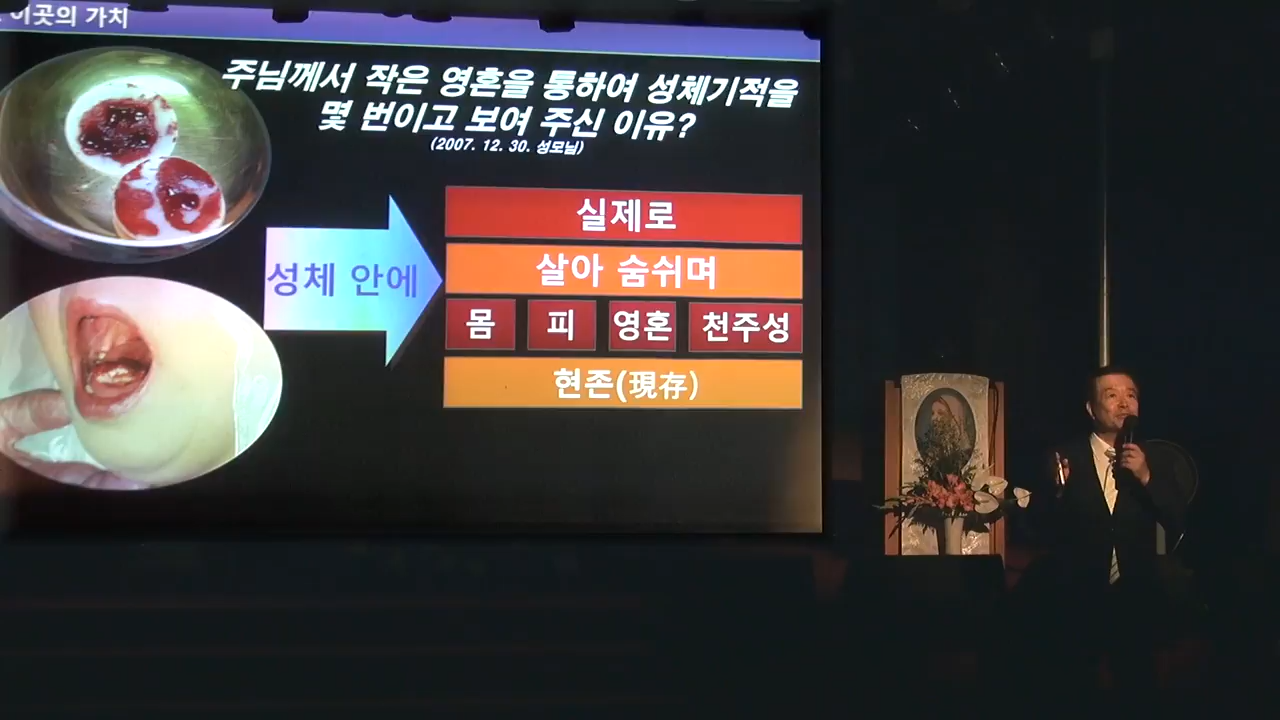 이곳의 가치
주님께서 작은 영혼을 통하여 성체기적을
몇 번이고 보여 주신 이유?
(2007. 12. 30. 성모님)
성체 안에
실제로
살아 숨쉬며
몸 피 영혼 천주성
현존(現存)